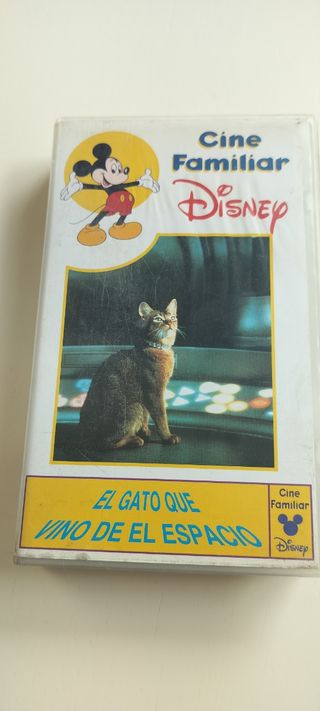 Cine
Familiar
Disney
EL GATO QUE
VINO DE EL ESPACIO
Cine
Familiar
Disney